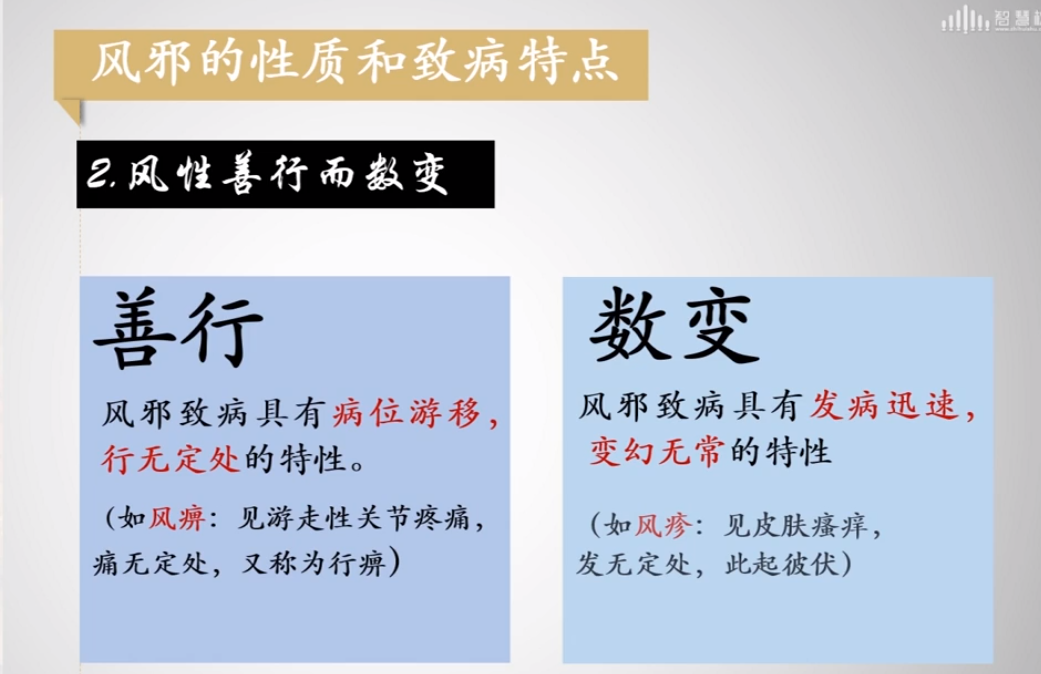 智慧
风邪的性质和致病特点
2.风性善行而数变
善行
风邪致病具有病位游移，
行无定处的特性。
（如风痹：见游走性关节疼痛，
痛无定处，又称为行痹）
数变
风邪致病具有发病迅速，
变幻无常的特性
（如风疹：见皮肤瘙痒，
发无定处，此起彼伏）